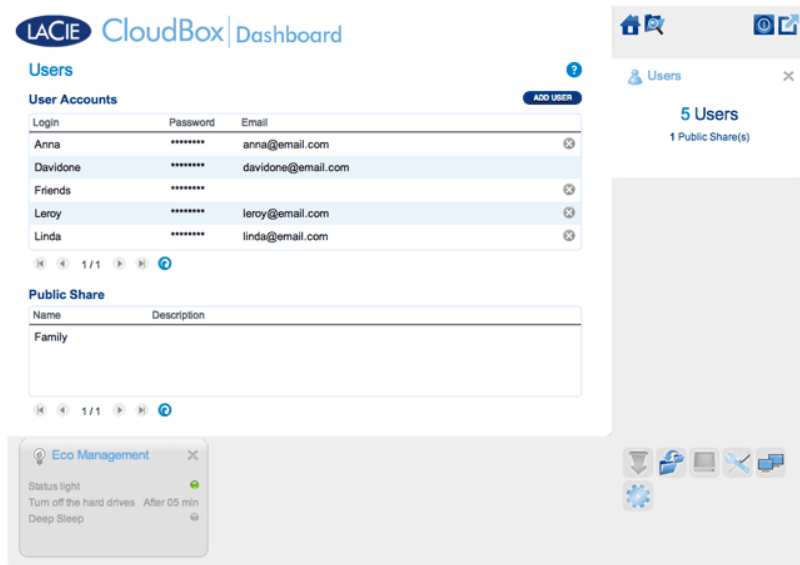 LACIE CloudBox Dashboard
Users
User Accounts
ADD USER
Login Password Email
Anna ******** anna@email.com
Davidone ******** davidone@email.com
Friends ********
Leroy ******** leroy@email.com
Linda ******** linda@email.com
1 / 1
Public Share
Name Description
Family
1 / 1
Users
5 Users
1 Public Share(s)
Eco Management
Status light
Turn off the hard drives After 05 min
Deep Sleep